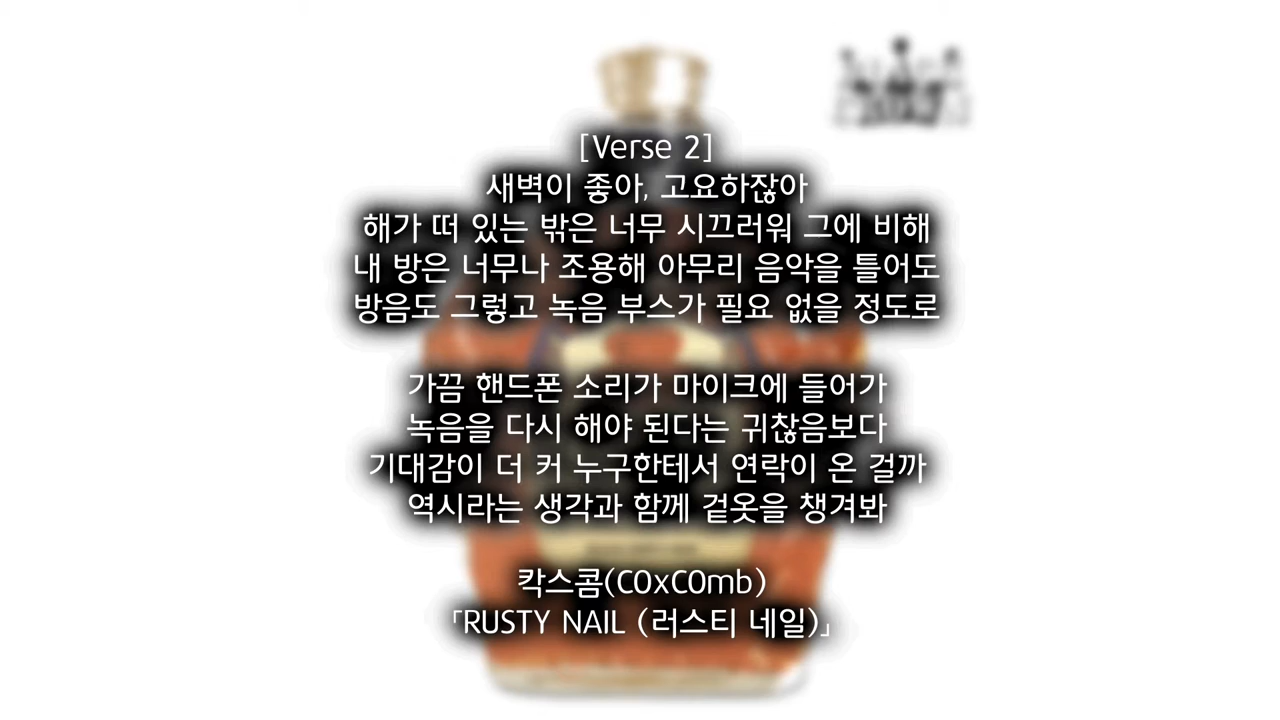 [Verse 2]
새벽이 좋아, 고요하잖아
해가 떠 있는 밖은 너무 시끄러워 그에 비해
내 방은 너무나 조용해 아무리 음악을 틀어도
방음도 그렇고 녹음 부스가 필요 없을 정도로
가끔 핸드폰 소리가 마이크에 들어가
녹음을 다시 해야 된다는 귀찮음보다
기대감이 더 커 누구한테서 연락이 온 걸까
역시라는 생각과 함께 겉옷을 챙겨봐
칵스콤(C0xC0mb)
「RUSTY NAIL (러스티 네일)」